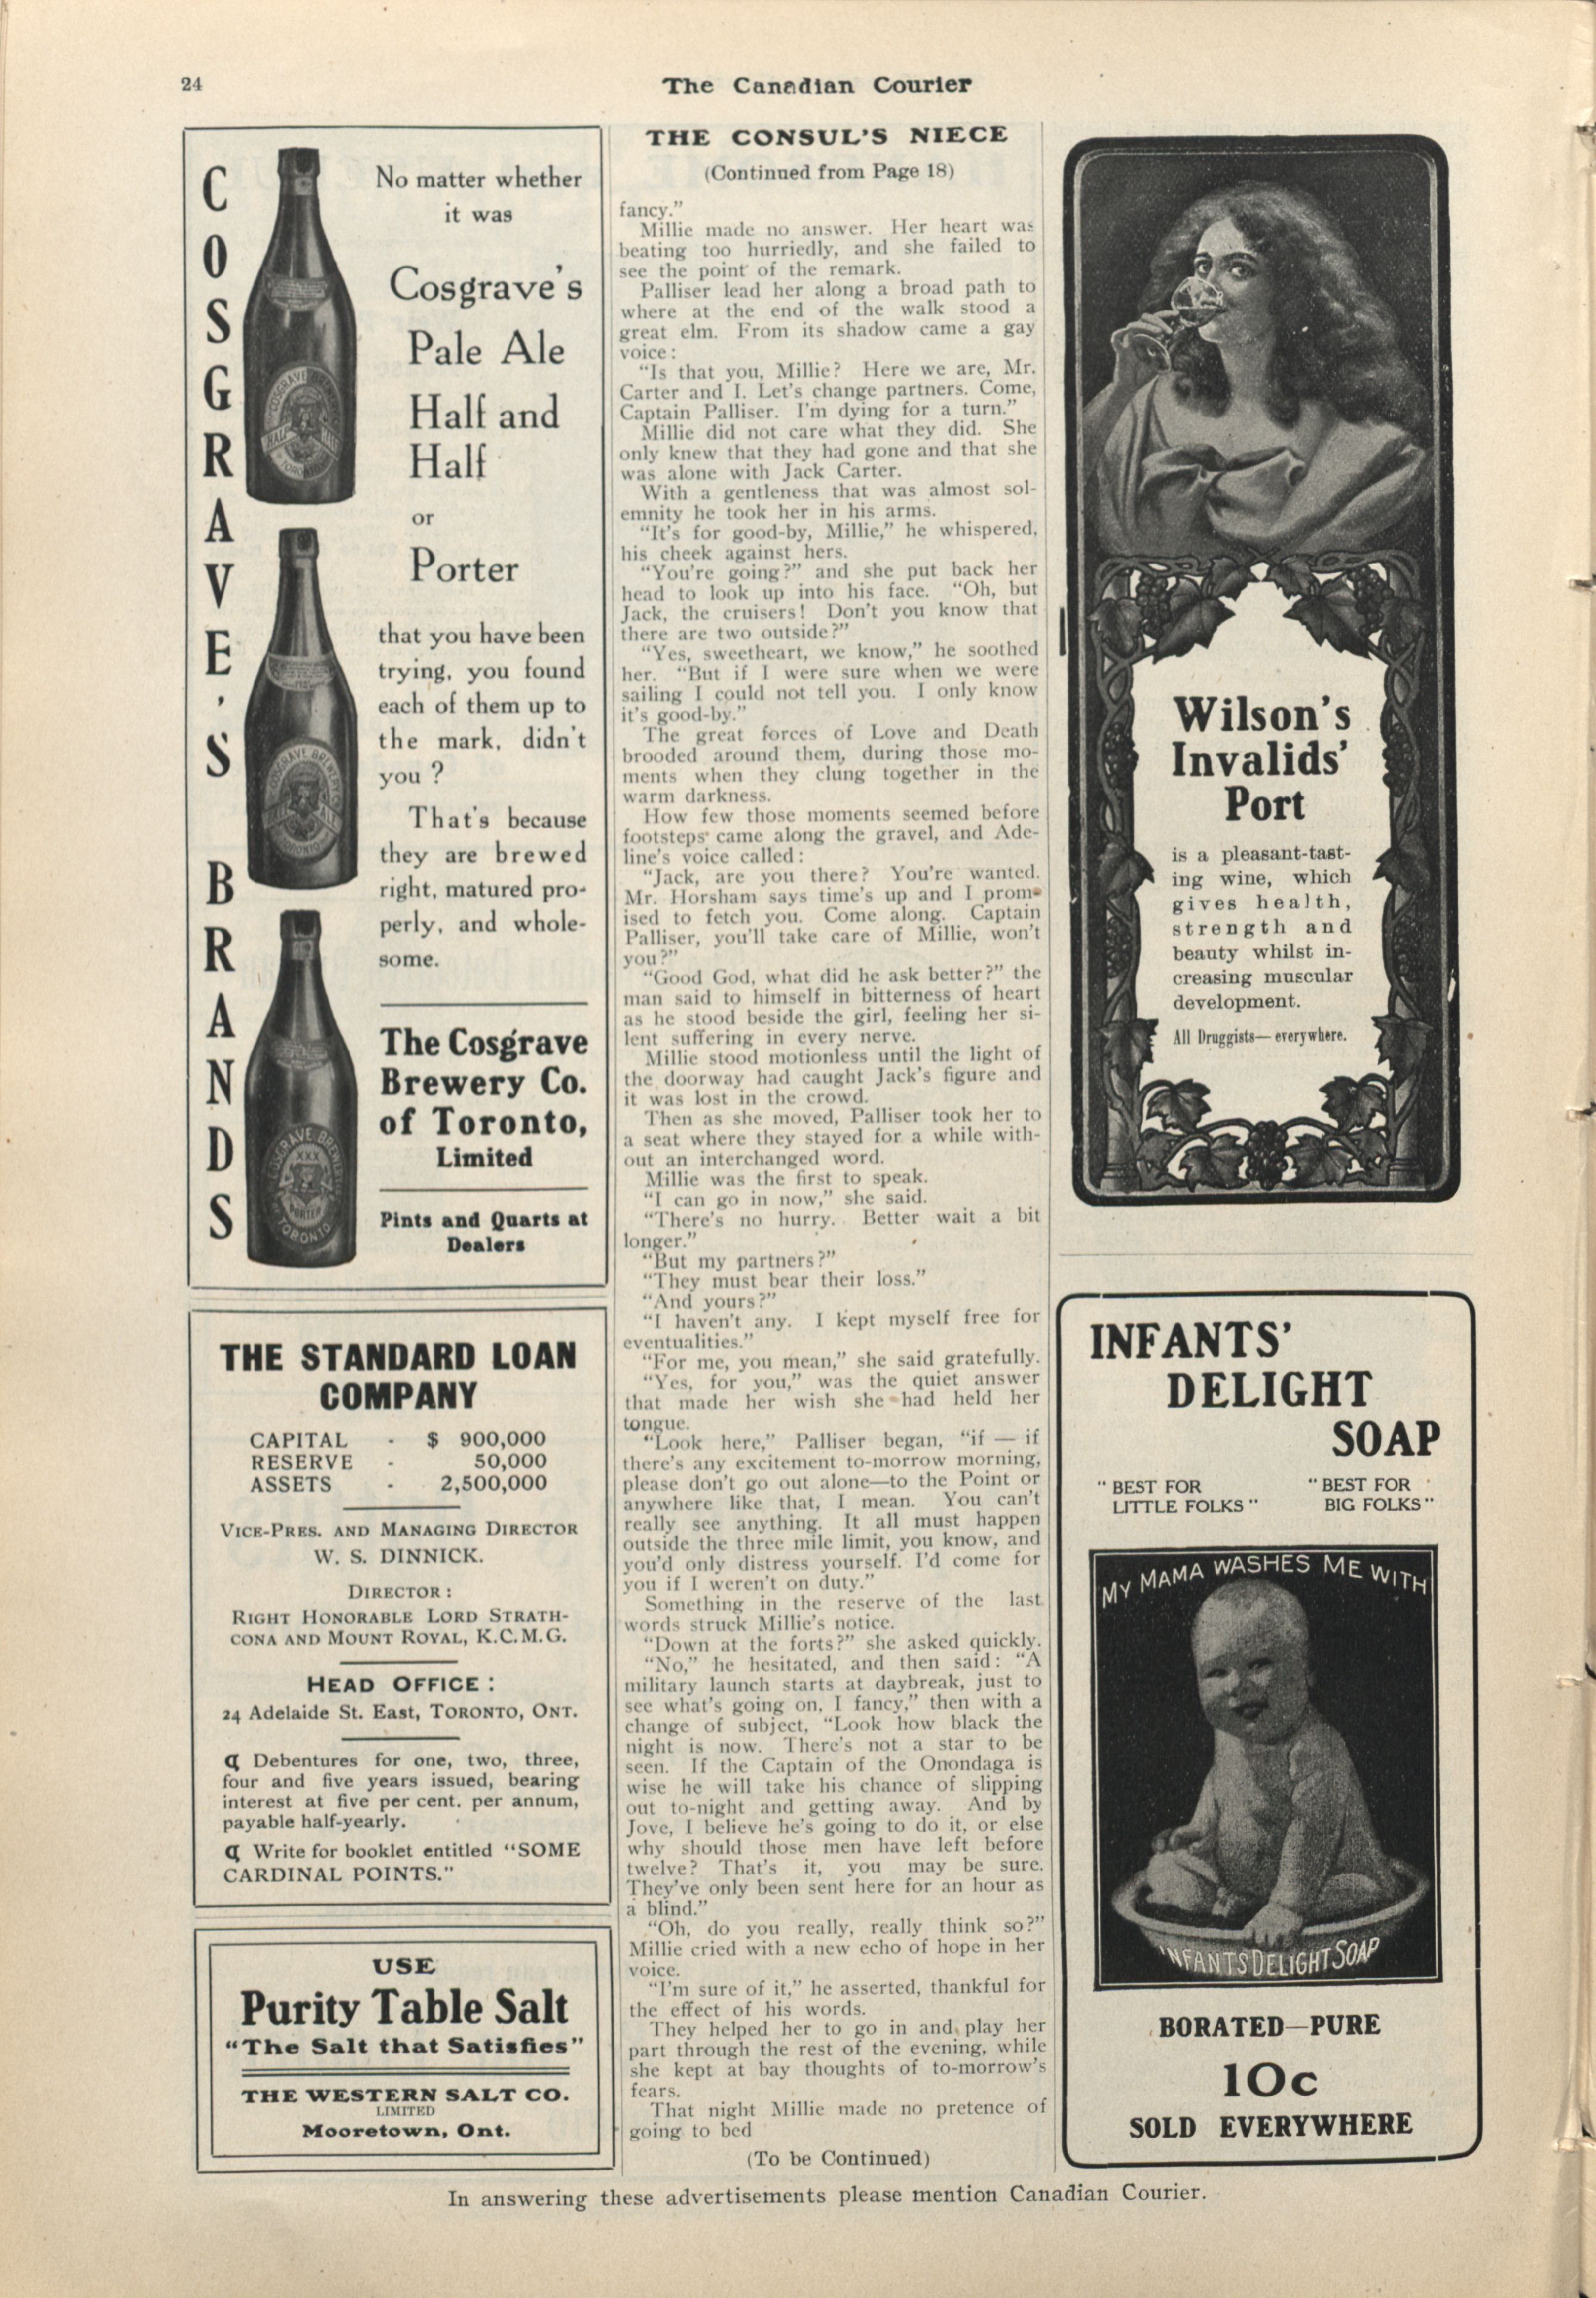 24
The Canadian Courier
COSGRAVE'S BRANDS
No matter whether
it was
Cosgrave's
Pale Ale
Half and
Half
or
Porter
that you have been
trying, you found
each of them up to
the mark, didn't
you ?
That's because
they are brewed
right, matured pro-
perly, and whole-
some.
The Cosgrave
Brewery Co.
of Toronto,
Limited
Pints and Quarts at
Dealers
THE STANDARD LOAN
COMPANY
CAPITAL - $ 900,000
RESERVE - 50,000
ASSETS - 2,500,000
VICE-PRES. AND MANAGING DIRECTOR
W. S. DINNICK.
DIRECTOR :
RIGHT HONORABLE LORD STRATH-
CONA AND MOUNT ROYAL, K.C.M.G.
HEAD OFFICE :
24 Adelaide St. East, TORONTO, ONT.
¶ Debentures for one, two, three,
four and five years issued, bearing
interest at five per cent. per annum,
payable half-yearly.
¶ Write for booklet entitled "SOME
CARDINAL POINTS."
USE
Purity Table Salt
"The Salt that Satisfies"
THE WESTERN SALT CO.
LIMITED
Mooretown, Ont.
THE CONSUL'S NIECE
(Continued from Page 18)
fancy."
Millie made no answer. Her heart was
beating too hurriedly, and she failed to
see the point of the remark.
Palliser lead her along a broad path to
where at the end of the walk stood a
great elm. From its shadow came a gay
voice :
"Is that you, Millie? Here we are, Mr.
Carter and I. Let's change partners. Come,
Captain Palliser. I'm dying for a turn."
Millie did not care what they did. She
only knew that they had gone and that she
was alone with Jack Carter.
With a gentleness that was almost sol-
emnity he took her in his arms.
"It's for good-by, Millie," he whispered,
his cheek against hers.
"You're going?" and she put back her
head to look up into his face. "Oh, but
Jack, the cruisers! Don't you know that
there are two outside?"
"Yes, sweetheart, we know," he soothed
her. "But if I were sure when we were
sailing I could not tell you. I only know
it's good-by."
The great forces of Love and Death
brooded around them, during those mo-
ments when they clung together in the
warm darkness.
How few those moments seemed before
footsteps came along the gravel, and Ade-
line's voice called :
"Jack, are you there? You're wanted.
Mr. Horsham says time's up and I prom-
ised to fetch you. Come along. Captain
Palliser, you'll take care of Millie, won't
you?"
"Good God, what did he ask better?" the
man said to himself in bitterness of heart
as he stood beside the girl, feeling her si-
lent suffering in every nerve.
Millie stood motionless until the light of
the doorway had caught Jack's figure and
it was lost in the crowd.
Then as she moved, Palliser took her to
a seat where they stayed for a while with-
out an interchanged word.
Millie was the first to speak.
"I can go in now," she said.
"There's no hurry. Better wait a bit
longer."
"But my partners?"
"They must bear their loss."
"And yours?"
"I haven't any. I kept myself free for
eventualities."
"For me, you mean," she said gratefully.
"Yes, for you," was the quiet answer
that made her wish she had held her
tongue.
"Look here," Palliser began, "if — if
there's any excitement to-morrow morning,
please don't go out alone—to the Point or
anywhere like that, I mean. You can't
really see anything. It all must happen
outside the three mile limit, you know, and
you'd only distress yourself. I'd come for
you if I weren't on duty."
Something in the reserve of the last
words struck Millie's notice.
"Down at the forts?" she asked quickly.
"No," he hesitated, and then said: "A
military launch starts at daybreak, just to
see what's going on, I fancy," then with a
change of subject, "Look how black the
night is now. There's not a star to be
seen. If the Captain of the Onondaga is
wise he will take his chance of slipping
out to-night and getting away. And by
Jove, I believe he's going to do it, or else
why should those men have left before
twelve? That's it, you may be sure.
They've only been sent here for an hour as
a blind."
"Oh, do you really, really think so?"
Millie cried with a new echo of hope in her
voice.
"I'm sure of it," he asserted, thankful for
the effect of his words.
They helped her to go in and play her
part through the rest of the evening, while
she kept at bay thoughts of to-morrow's
fears.
That night Millie made no pretence of
going to bed
(To be Continued)
Wilson's
Invalids'
Port
is a pleasant-tast-
ing wine, which
gives health,
strength and
beauty whilst in-
creasing muscular
development.
All Druggists—everywhere.
INFANTS'
DELIGHT
SOAP
"BEST FOR
LITTLE FOLKS"
"BEST FOR
BIG FOLKS"
MY MAMA WASHES ME WITH
INFANTS DELIGHT SOAP
BORATED—PURE
10c
SOLD EVERYWHERE
In answering these advertisements please mention Canadian Courier.